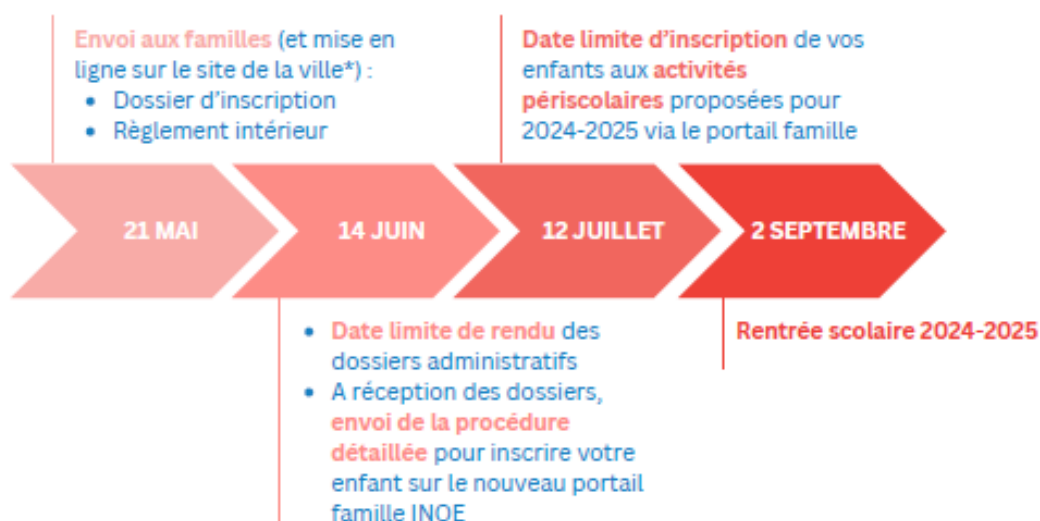 Envoi aux familles (et mise en
ligne sur le site de la ville*) :
• Dossier d'inscription
• Règlement intérieur
Date limite d'inscription de vos
enfants aux activités
périscolaires proposées pour
2024-2025 via le portail famille
21 MAI
14 JUIN
12 JUILLET
2 SEPTEMBRE
• Date limite de rendu des
dossiers administratifs
• A réception des dossiers,
envoi de la procédure
détaillée pour inscrire votre
enfant sur le nouveau portail
famille INOE
Rentrée scolaire 2024-2025